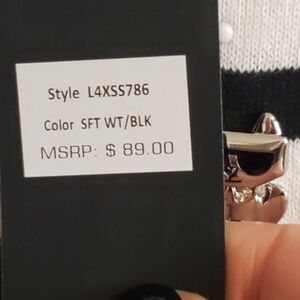 Style L4XSS786
Color SFT WT/BLK
MSRP: $ 89.00